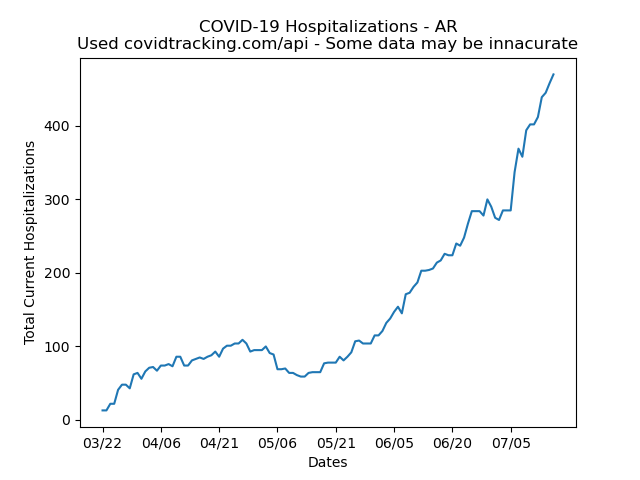 COVID-19 Hospitalizations - AR
Used covidtracking.com/api - Some data may be innacurate
Total Current Hospitalizations
400
300
200
100
0
03/22 04/06 04/21 05/06 05/21 06/05 06/20 07/05
Dates